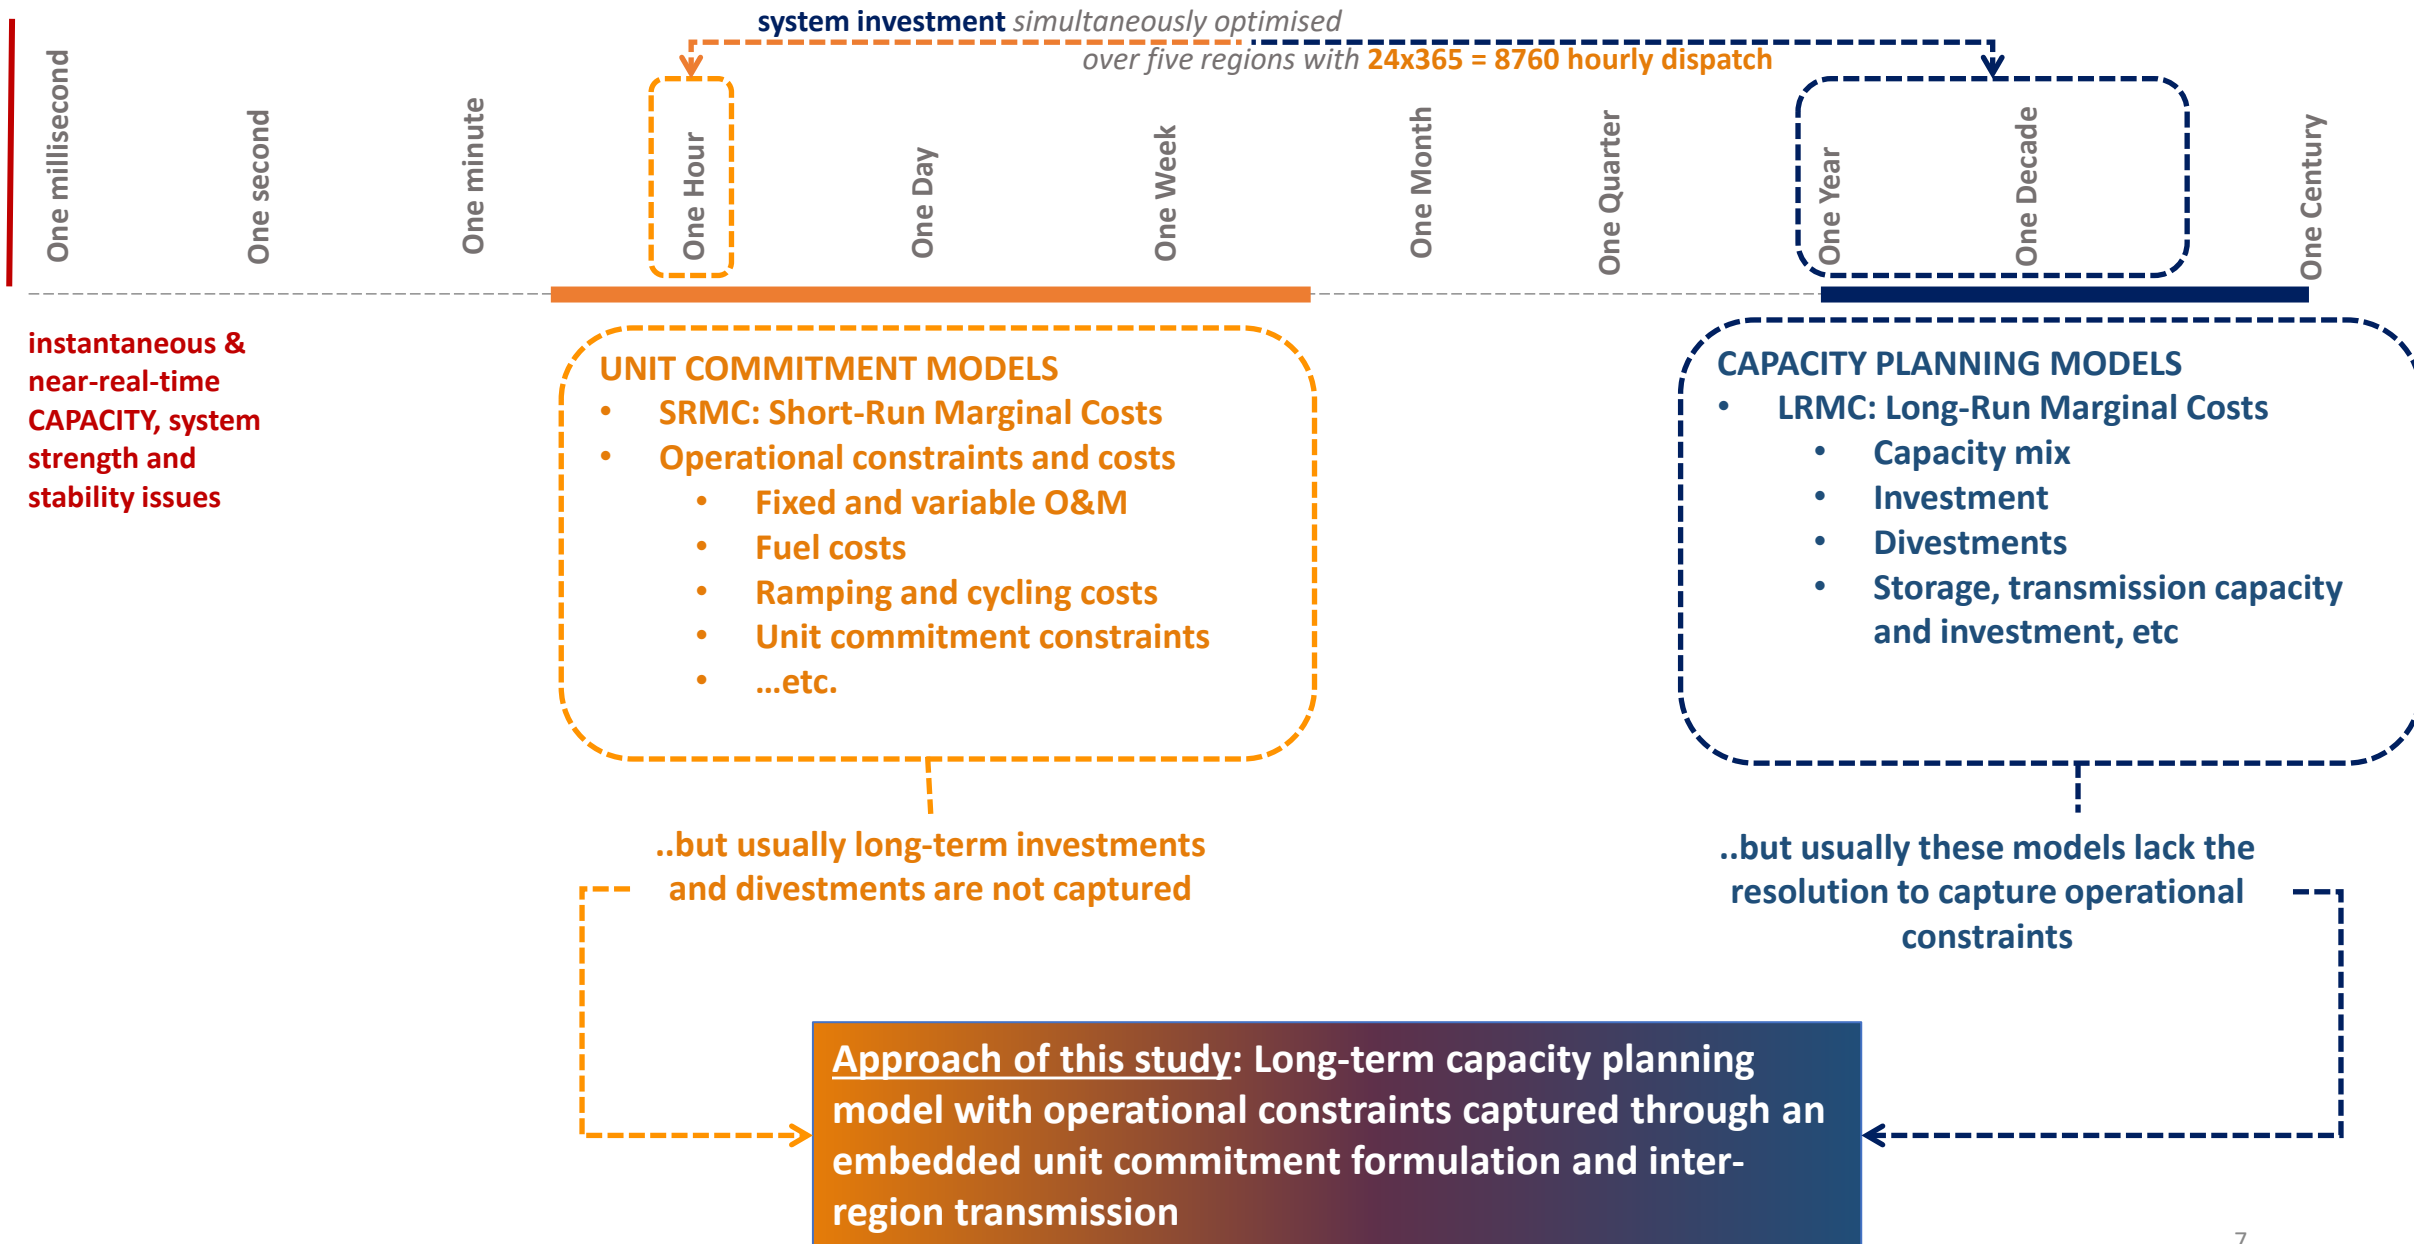 system investment simultaneously optimised
over five regions with 24x365 = 8760 hourly dispatch
One millisecond
One second
One minute
One Hour
One Day
One Week
One Month
One Quarter
One Year
One Decade
One Century
instantaneous &
near-real-time
CAPACITY, system
strength and
stability issues
UNIT COMMITMENT MODELS
• SRMC: Short-Run Marginal Costs
• Operational constraints and costs
• Fixed and variable O&M
• Fuel costs
• Ramping and cycling costs
• Unit commitment constraints
• ...etc.
CAPACITY PLANNING MODELS
• LRMC: Long-Run Marginal Costs
• Capacity mix
• Investment
• Divestments
• Storage, transmission capacity
and investment, etc
..but usually long-term investments
and divestments are not captured
..but usually these models lack the
resolution to capture operational
constraints
Approach of this study: Long-term capacity planning
model with operational constraints captured through an
embedded unit commitment formulation and inter-
region transmission
7